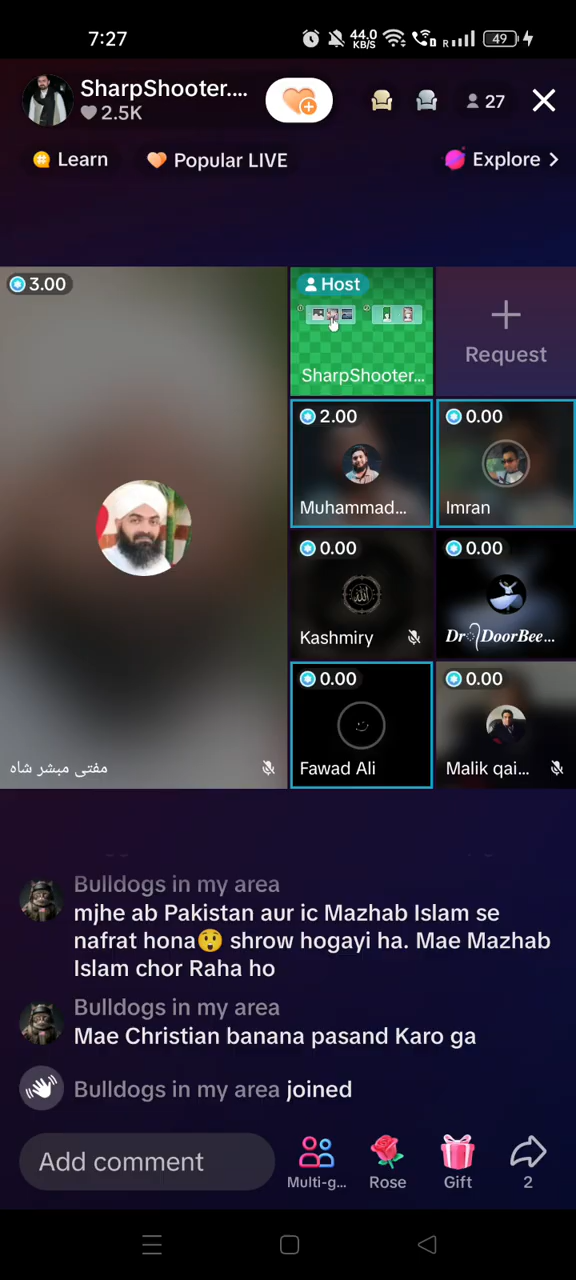 7:27
44.0
KB/S
R
49
SharpShooter....
2.5K
27
Learn
Popular LIVE
Explore
3.00
Host
SharpShooter...
Request
2.00
Muhammad...
0.00
Imran
0.00
Kashmiry
0.00
DoorBee...
0.00
Fawad Ali
0.00
Malik qai...
مفتی مبشر شاہ
Bulldogs in my area
mjhe ab Pakistan aur ic Mazhab Islam se
nafrat hona😲 shrow hogayi ha. Mae Mazhab
Islam chor Raha ho
Bulldogs in my area
Mae Christian banana pasand Karo ga
Bulldogs in my area joined
Add comment
Multi-g...
Rose
Gift
2